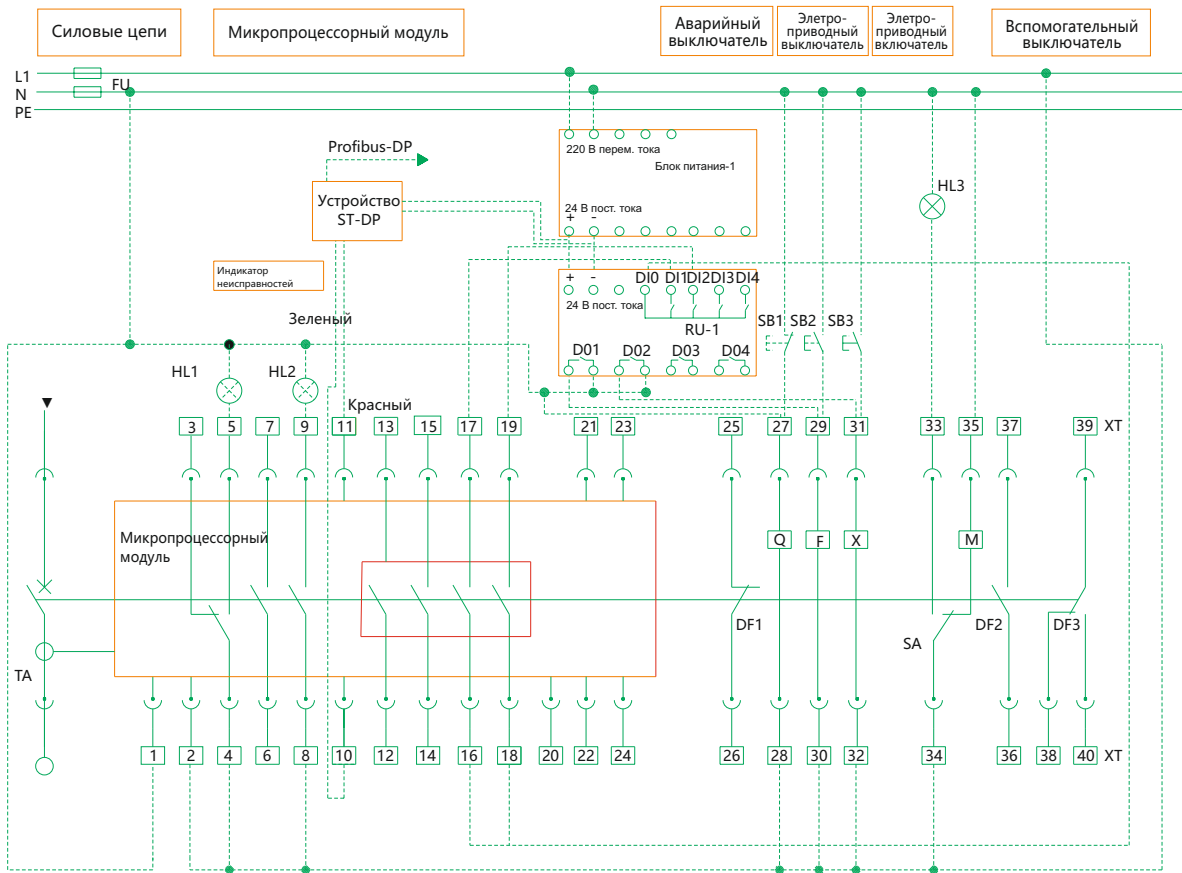 Силовые цепи
Микропроцессорный модуль
Аварийный
выключатель
Элетро-
приводный
выключатель
Элетро-
приводный
включатель
Вспомогательный
выключатель
L1
FU
N
PE
Profibus-DP
220 В перем. тока
Блок питания-1
Устройство
ST-DP
24 В пост. тока
+ -
HL3
Индикатор
неисправностей
+ - DI0 DI1 DI2 DI3 DI4
24 В пост. тока
RU-1
Зеленый
SB1 SB2 SB3
D01 D02 D03 D04
HL1 HL2
Красный
3 5 7 9 11 13 15 17 19 21 23 25 27 29 31 33 35 37 39 XT
Микропроцессорный
модуль
Q F X M
DF1 SA DF2 DF3
TA
1 2 4 6 8 10 12 14 16 18 20 22 24 26 28 30 32 34 36 38 40 XT